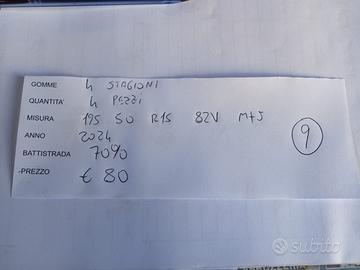 GOMME 4 STAGIONI
QUANTITA' 4 PEZZI
MISURA 195 50 R15 82V M+S
ANNO 2024
BATTISTRADA 70%
-PREZZO € 80
9
subito